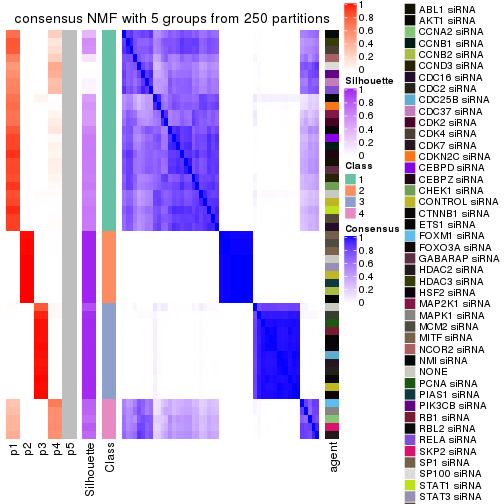 consensus NMF with 5 groups from 250 partitions
p1
p2
p3
p4
p5
Silhouette
Class
agent
1
0.8
0.6
0.4
0.2
0
Silhouette
1
0.8
0.6
0.4
0.2
0
Class
1
2
3
4
Consensus
1
0.8
0.6
0.4
0.2
0
ABL1 siRNA
AKT1 siRNA
CCNA2 siRNA
CCNB1 siRNA
CCNB2 siRNA
CCND3 siRNA
CDC16 siRNA
CDC2 siRNA
CDC25B siRNA
CDC37 siRNA
CDK2 siRNA
CDK4 siRNA
CDK7 siRNA
CDKN2C siRNA
CEBPD siRNA
CEBPZ siRNA
CHEK1 siRNA
CONTROL siRNA
CTNNB1 siRNA
ETS1 siRNA
FOXM1 siRNA
FOXO3A siRNA
GABARAP siRNA
HDAC2 siRNA
HDAC3 siRNA
HSF2 siRNA
MAP2K1 siRNA
MAPK1 siRNA
MCM2 siRNA
MITF siRNA
NCOR2 siRNA
NMI siRNA
NONE
PCNA siRNA
PIAS1 siRNA
PIK3CB siRNA
RB1 siRNA
RBL2 siRNA
RELA siRNA
SKP2 siRNA
SP1 siRNA
SP100 siRNA
STAT1 siRNA
STAT3 siRNA